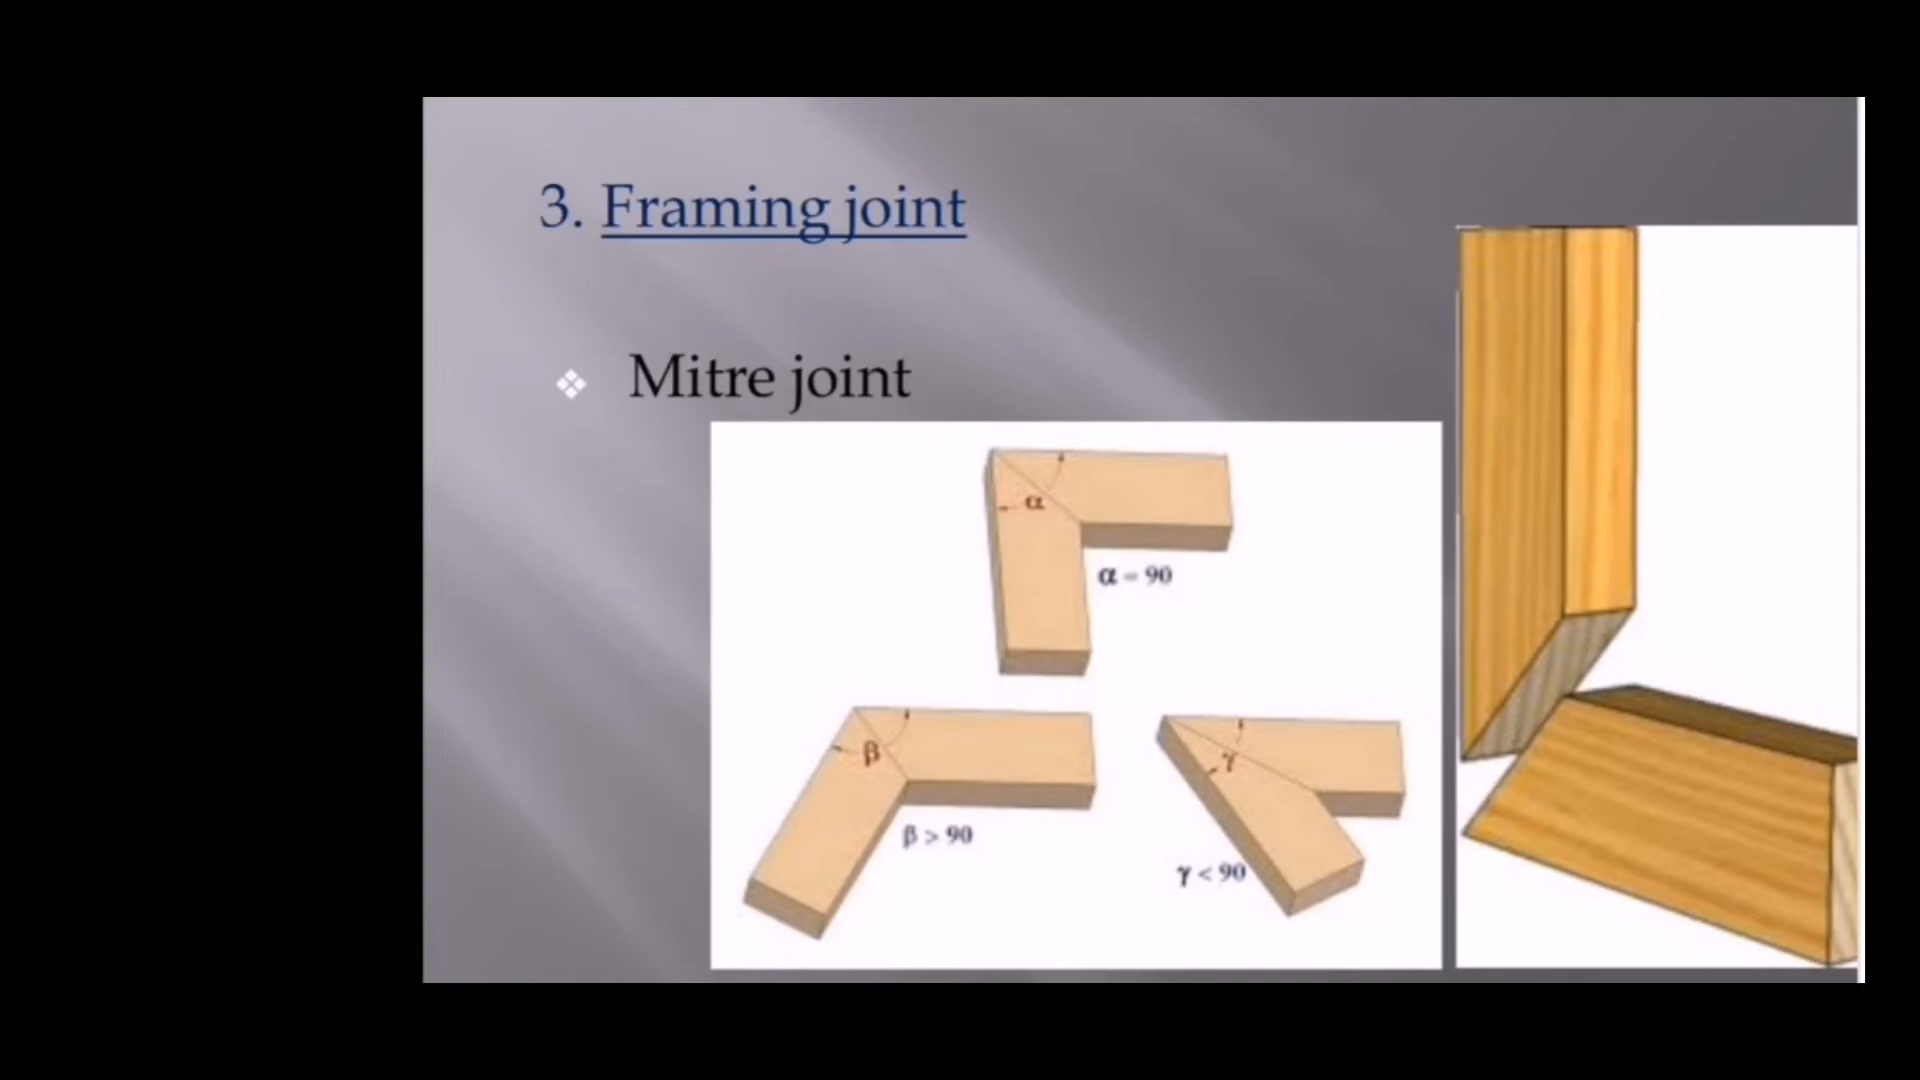 3. Framing joint
❖ Mitre joint
α
α = 90
β
β > 90
γ
γ < 90